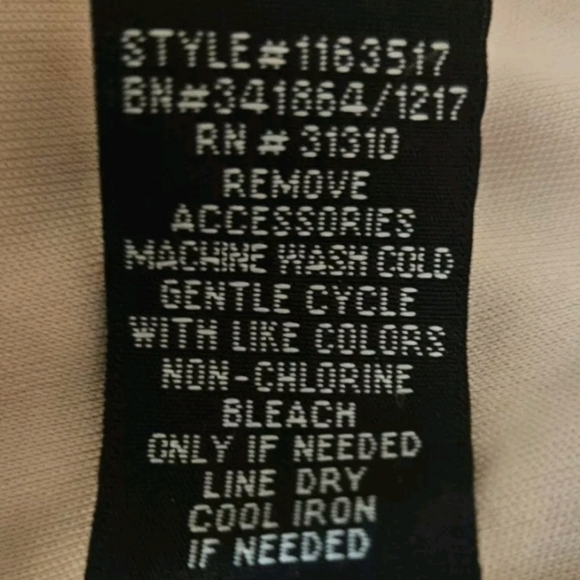 STYLE#1163517
BN#341864/1217
RN # 31310
REMOVE
ACCESSORIES
MACHINE WASH COLD
GENTLE CYCLE
WITH LIKE COLORS
NON-CHLORINE
BLEACH
ONLY IF NEEDED
LINE DRY
COOL IRON
IF NEEDED